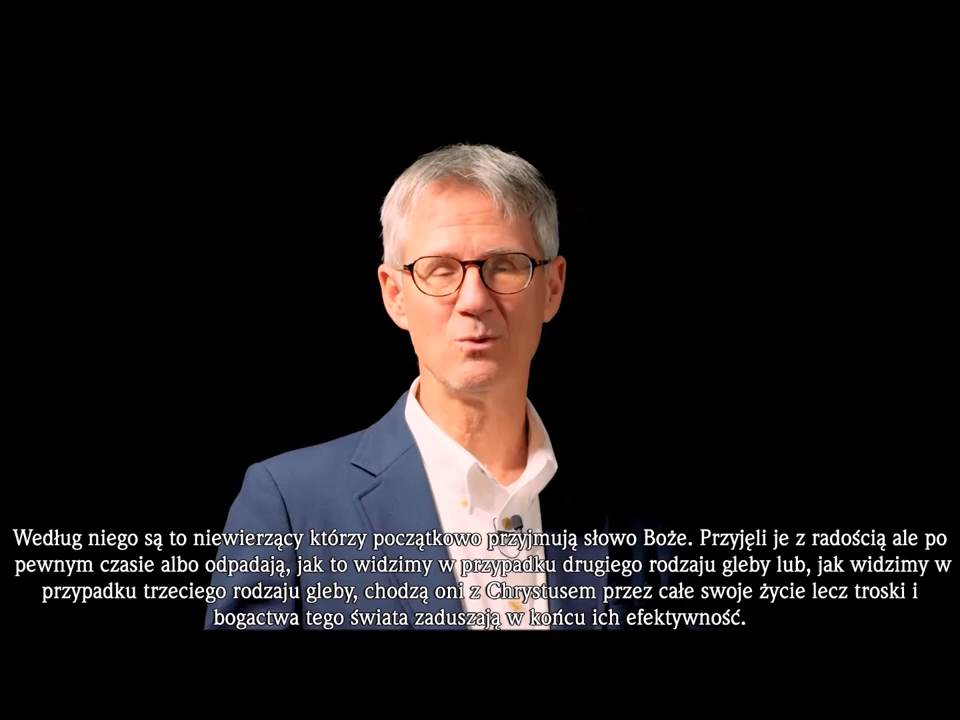 Według niego są to niewierzący którzy początkowo przyjmują słowo Boże. Przyjęli je z radością ale po
pewnym czasie albo odpadają, jak to widzimy w przypadku drugiego rodzaju gleby lub, jak widzimy w
przypadku trzeciego rodzaju gleby, chodzą oni z Chrystusem przez całe swoje życie lecz troski i
bogactwa tego świata zaduszają w końcu ich efektywność.